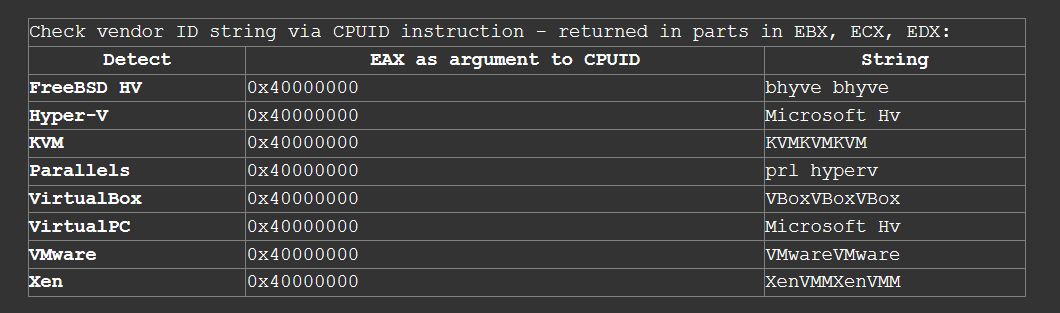 Check vendor ID string via CPUID instruction - returned in parts in EBX, ECX, EDX:
Detect EAX as argument to CPUID String
FreeBSD HV 0x40000000 bhyve bhyve
Hyper-V 0x40000000 Microsoft Hv
KVM 0x40000000 KVMKVMKVM
Parallels 0x40000000 prl hyperv
VirtualBox 0x40000000 VBoxVBoxVBox
VirtualPC 0x40000000 Microsoft Hv
VMware 0x40000000 VMwareVMware
Xen 0x40000000 XenVMMXenVMM